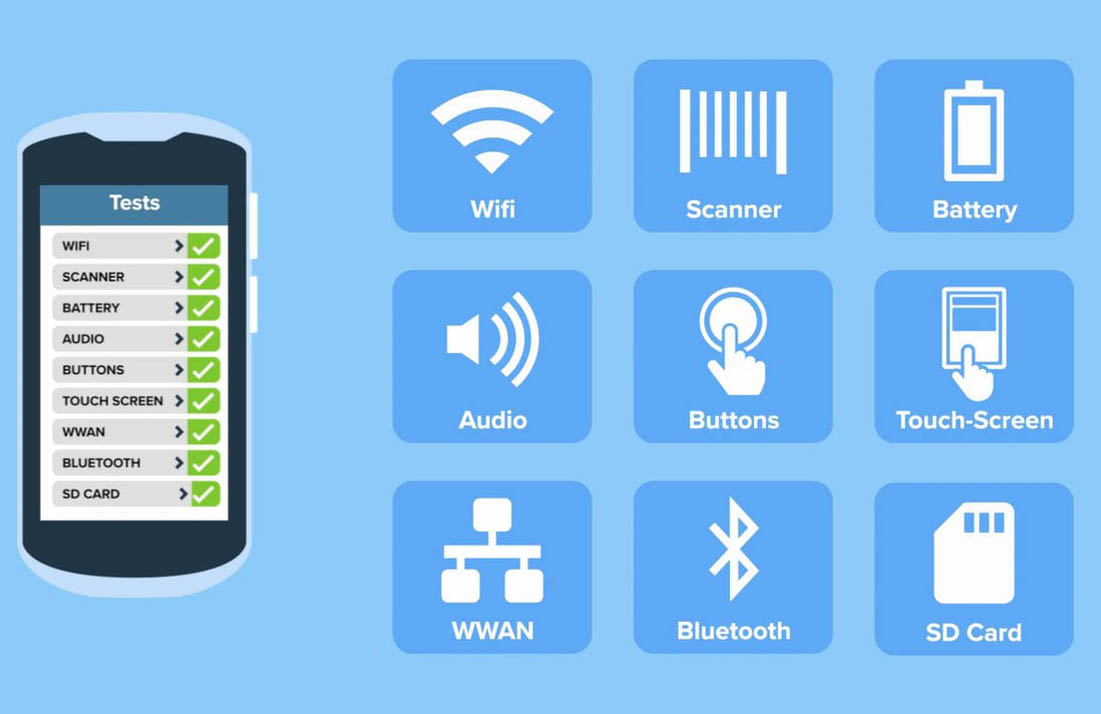 Tests
WIFI
SCANNER
BATTERY
AUDIO
BUTTONS
TOUCH SCREEN
WWAN
BLUETOOTH
SD CARD
Wifi
Scanner
Battery
Audio
Buttons
Touch-Screen
WWAN
Bluetooth
SD Card